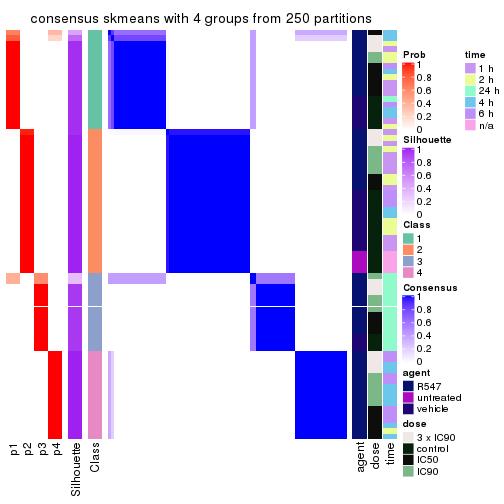 consensus skmeans with 4 groups from 250 partitions
Prob
1
0.8
0.6
0.4
0.2
0
Silhouette
1
0.8
0.6
0.4
0.2
0
Class
1
2
3
4
Consensus
1
0.8
0.6
0.4
0.2
0
agent
R547
untreated
vehicle
dose
3 x IC90
control
IC50
IC90
time
1 h
2 h
24 h
4 h
6 h
n/a
p1
p2
p3
p4
Silhouette
Class
agent
dose
time